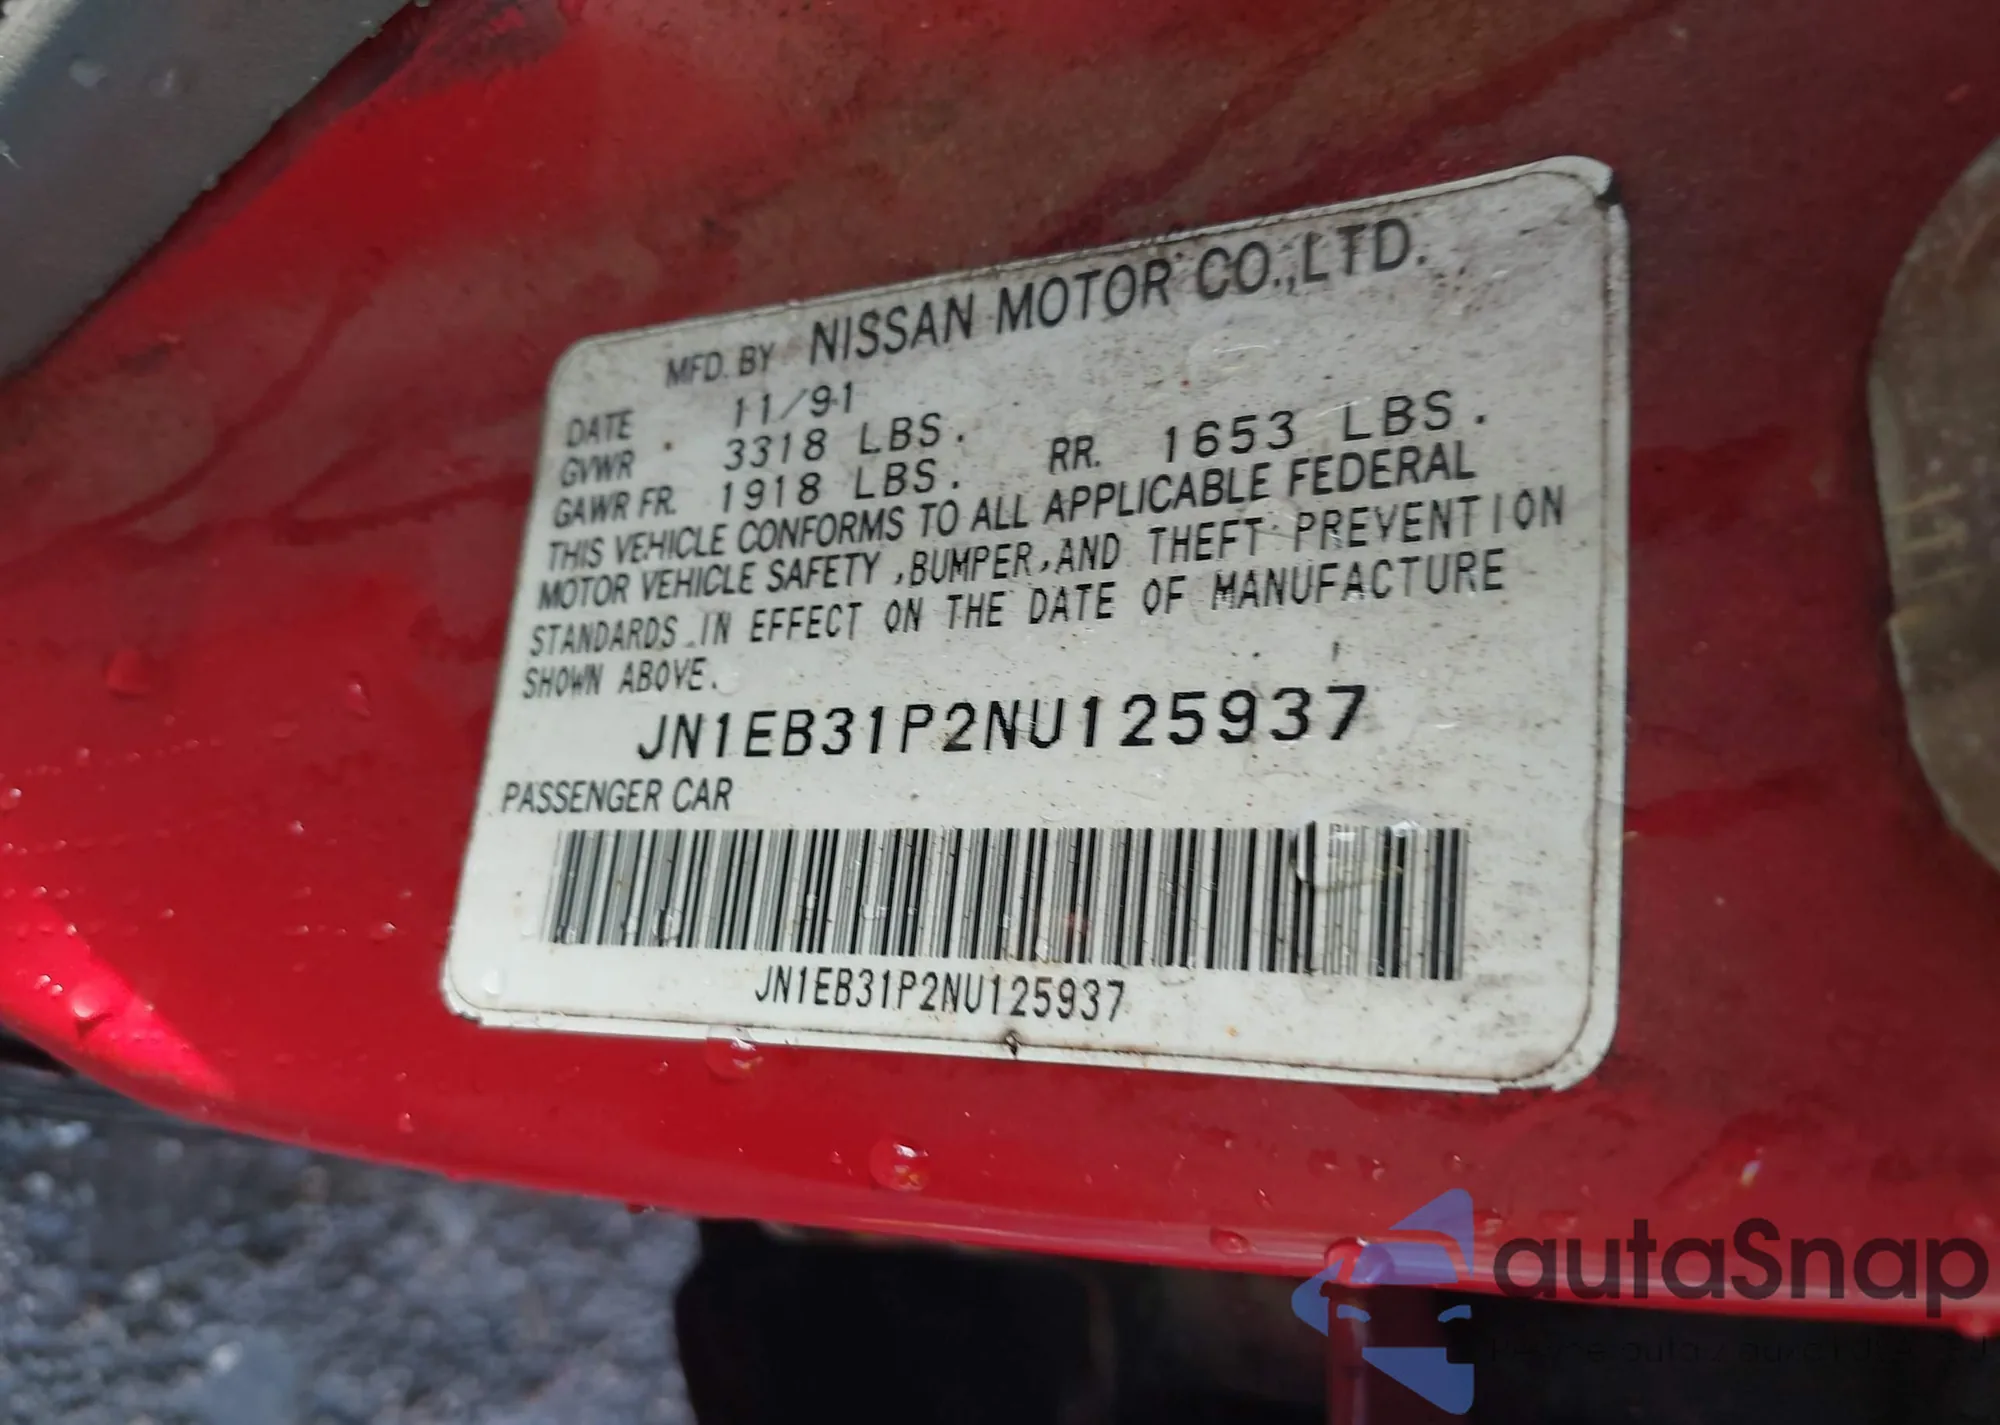 MFD. BY NISSAN MOTOR CO.,LTD.
DATE 11/91
GVWR 3318 LBS.
GAWR FR. 1918 LBS. RR. 1653 LBS.
THIS VEHICLE CONFORMS TO ALL APPLICABLE FEDERAL
MOTOR VEHICLE SAFETY ,BUMPER,AND THEFT PREVENTION
STANDARDS IN EFFECT ON THE DATE OF MANUFACTURE
SHOWN ABOVE.
JN1EB31P2NU125937
PASSENGER CAR
JN1EB31P2NU125937
autaSnap